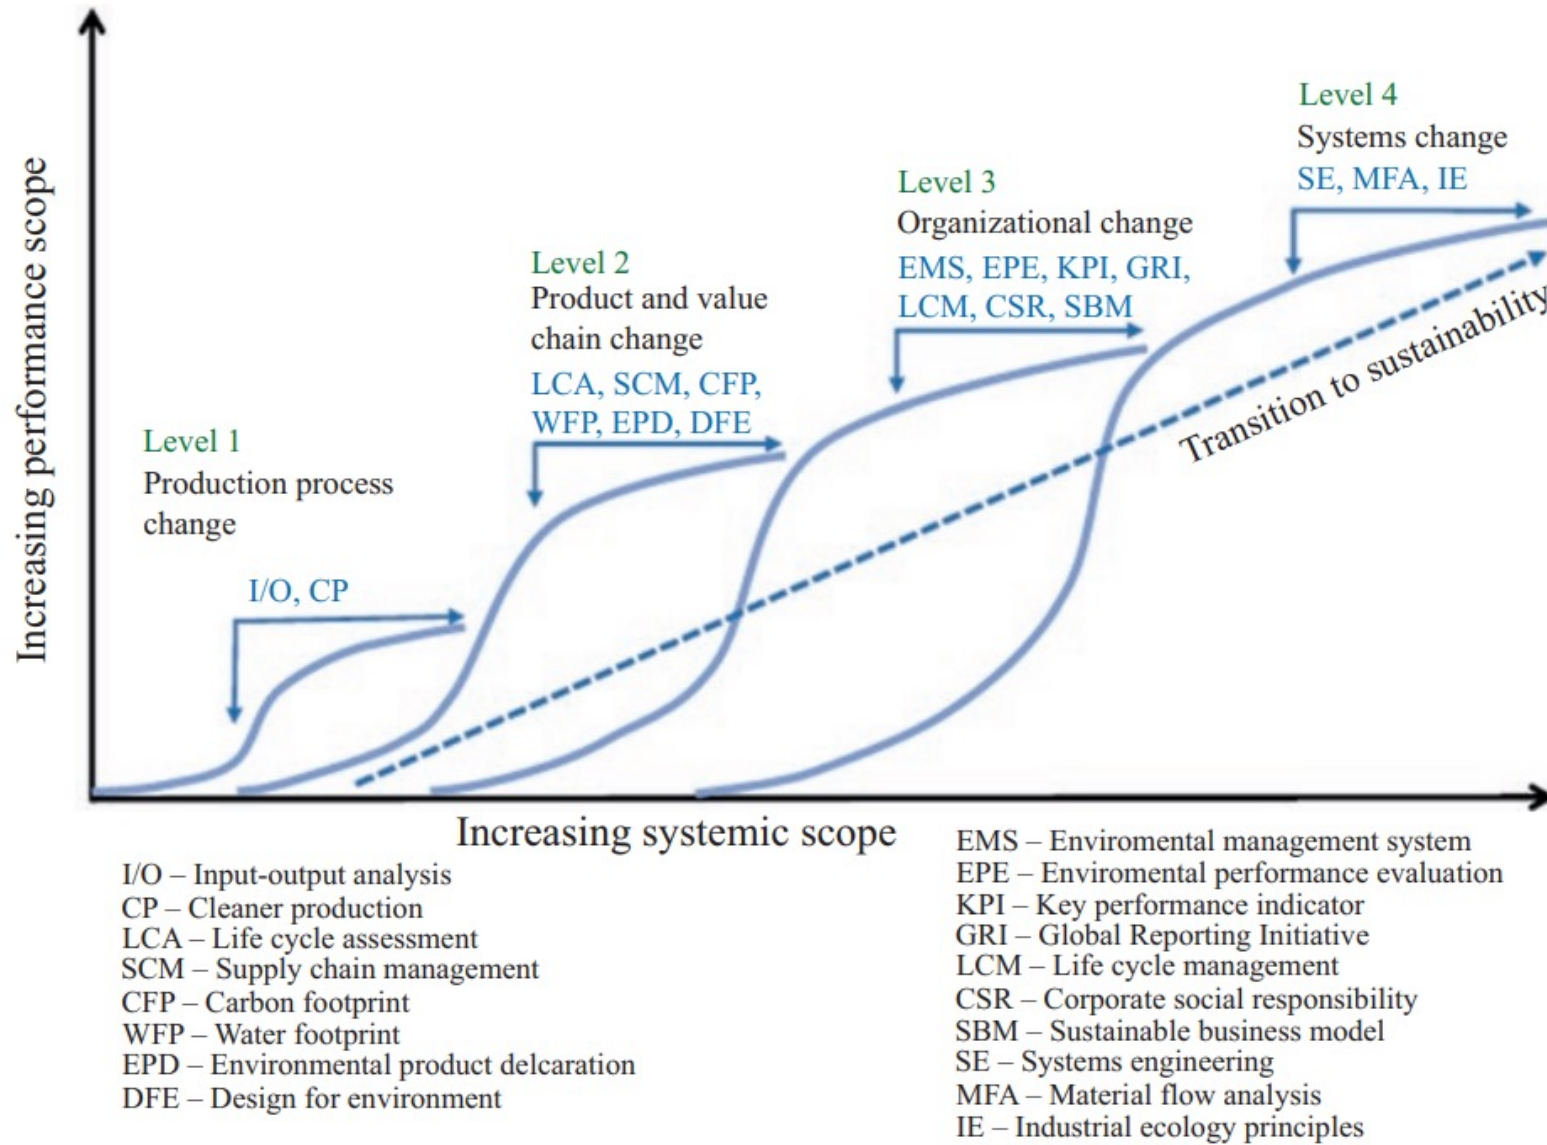 Increasing performance scope
Level 1
Production process
change
I/O, CP
Level 2
Product and value
chain change
LCA, SCM, CFP,
WFP, EPD, DFE
Level 3
Organizational change
EMS, EPE, KPI, GRI,
LCM, CSR, SBM
Level 4
Systems change
SE, MFA, IE
Transition to sustainability
Increasing systemic scope
I/O – Input-output analysis
CP – Cleaner production
LCA – Life cycle assessment
SCM – Supply chain management
CFP – Carbon footprint
WFP – Water footprint
EPD – Environmental product delcaration
DFE – Design for environment
EMS – Enviromental management system
EPE – Enviromental performance evaluation
KPI – Key performance indicator
GRI – Global Reporting Initiative
LCM – Life cycle management
CSR – Corporate social responsibility
SBM – Sustainable business model
SE – Systems engineering
MFA – Material flow analysis
IE – Industrial ecology principles